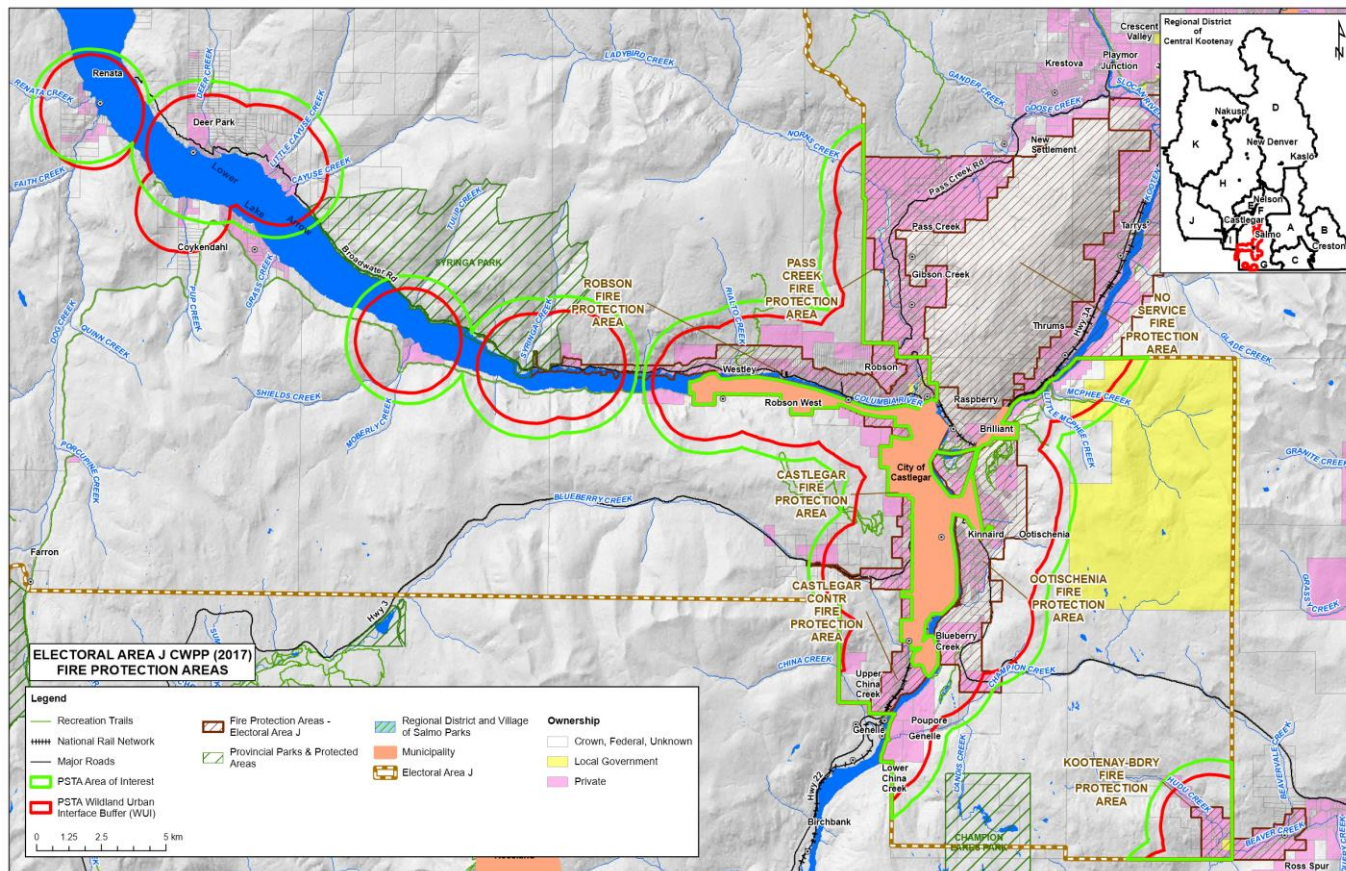 Renata
RENATA CREEK
DEER CREEK
Deer Park
LITTLE CAYUSE CREEK
CAYUSE CREEK
FAITH CREEK
Lower
Arrow
Lake
Coykendahl
DOG CREEK
QUINN CREEK
PUP CREEK
GRASS CREEK
Broadwater Rd
TULIP CREEK
SYRINGA PARK
SYRINGA CREEK
SHIELDS CREEK
MOBERLY CREEK
PORCUPINE CREEK
Farron
LADYBIRD CREEK
NORNS CREEK
GANDER CREEK
GOOSE CREEK
Krestova
Crescent
Valley
Playmor
Junction
SLOCAN RIVER
New
Settlement
Pass Creek Rd
Pass Creek
Gibson Creek
Tarrys
Thrums
Hwy 3A
ROBSON
FIRE
PROTECTION
AREA
PASS
CREEK
FIRE
PROTECTION
AREA
NO
SERVICE
FIRE
PROTECTION
AREA
RIALTO CREEK
Westley
Robson
Robson West
COLUMBIA RIVER
Raspberry
Brilliant
GLADE CREEK
MCPHEE CREEK
LITTLE MCPHEE CREEK
GRANITE CREEK
City of
Castlegar
CASTLEGAR
FIRE
PROTECTION
AREA
BLUEBERRY CREEK
Kinnaird
Ootischenia
OOTISCHENIA
FIRE
PROTECTION
AREA
CASTLEGAR
CONTR
FIRE
PROTECTION
AREA
GRASSY CREEK
Hwy 3
Blueberry
Creek
CHINA CREEK
CHAMPION CREEK
Upper
China
Creek
Genelle
Poupore
Genelle
Lower
China
Creek
CANDIS CREEK
Hwy 22
Birchbank
CHAMPION
LAKES PARK
KOOTENAY-BDRY
FIRE
PROTECTION
AREA
HUDU CREEK
BEAVERVALE CREEK
BEAVER CREEK
Ross Spur
Regional District
of
Central Kootenay
N
D
Nakusp
K
New Denver
Kaslo
H
Nelson
E
F
Castlegar
J
Salmo
A
B
I
Creston
G
C
ELECTORAL AREA J CWPP (2017)
FIRE PROTECTION AREAS
Legend
Recreation Trails
National Rail Network
Major Roads
PSTA Area of Interest
PSTA Wildland Urban
Interface Buffer (WUI)
Fire Protection Areas -
Electoral Area J
Provincial Parks & Protected
Areas
Regional District and Village
of Salmo Parks
Municipality
Electoral Area J
Ownership
Crown, Federal, Unknown
Local Government
Private
0 1.25 2.5 5 km